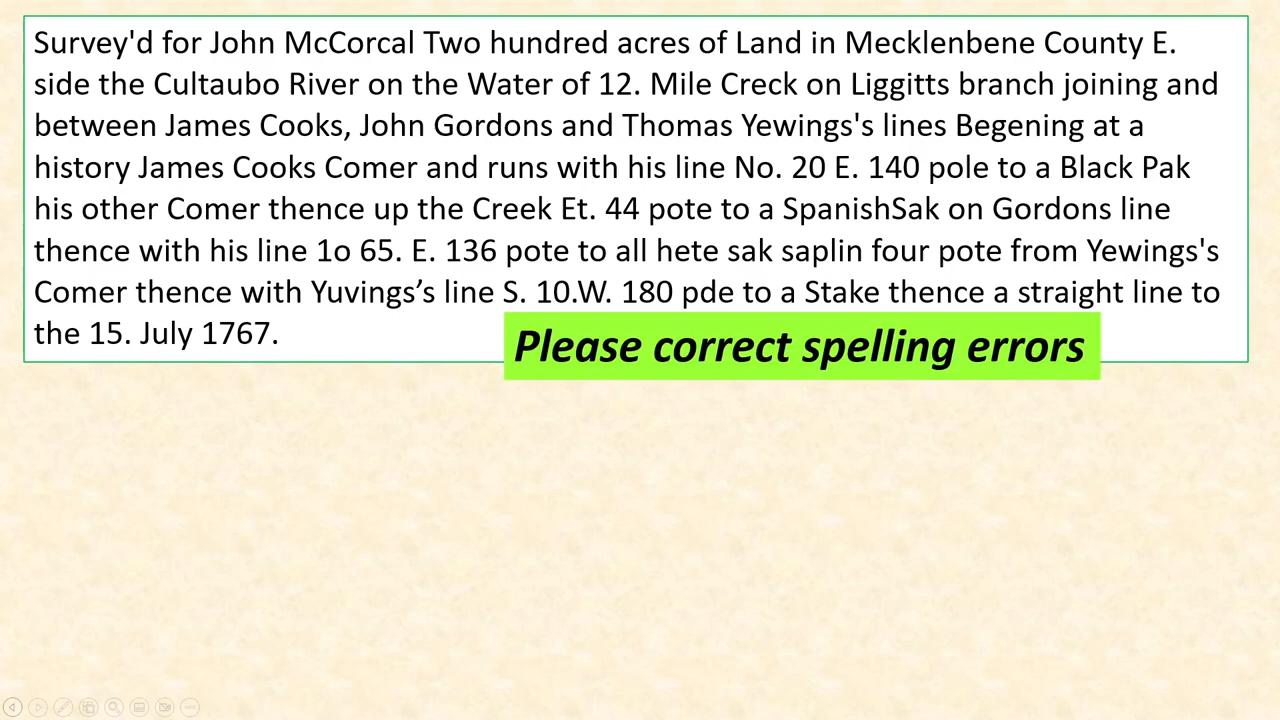 Survey'd for John McCorcal Two hundred acres of Land in Mecklenbene County E.
side the Cultaubo River on the Water of 12. Mile Creck on Liggitts branch joining and
between James Cooks, John Gordons and Thomas Yewings's lines Begening at a
history James Cooks Comer and runs with his line No. 20 E. 140 pole to a Black Pak
his other Comer thence up the Creek Et. 44 pote to a SpanishSak on Gordons line
thence with his line 1o 65. E. 136 pote to all hete sak saplin four pote from Yewings's
Comer thence with Yuvings’s line S. 10.W. 180 pde to a Stake thence a straight line to
the 15. July 1767.
Please correct spelling errors